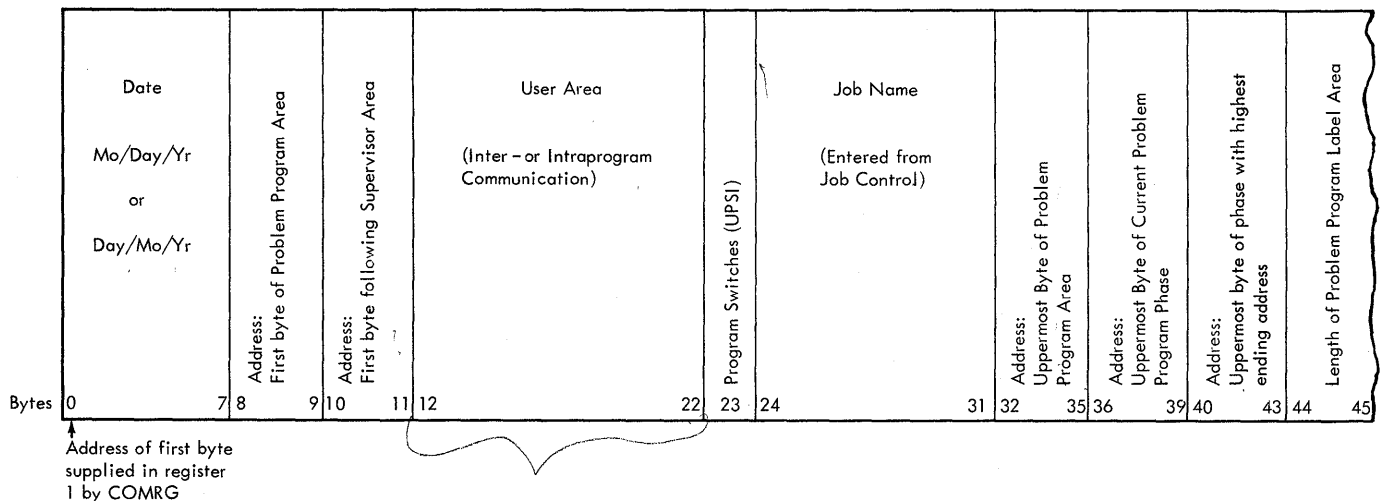 Date
Mo/Day/Yr
or
Day/Mo/Yr
Address:
First byte of Problem Program Area
Address:
First byte following Supervisor Area
User Area
(Inter-or Intraprogram
Communication)
Program Switches (UPSI)
Job Name
(Entered from
Job Control)
Address:
Uppermost Byte of Problem
Program Area
Address:
Uppermost Byte of Current Problem
Program Phase
Address:
Uppermost byte of phase with highest
ending address
Length of Problem Program Label Area
Bytes 0 7 8 9 10 11 12 22 23 24 31 32 35 36 39 40 43 44 45
Address of first byte
supplied in register
1 by COMRG